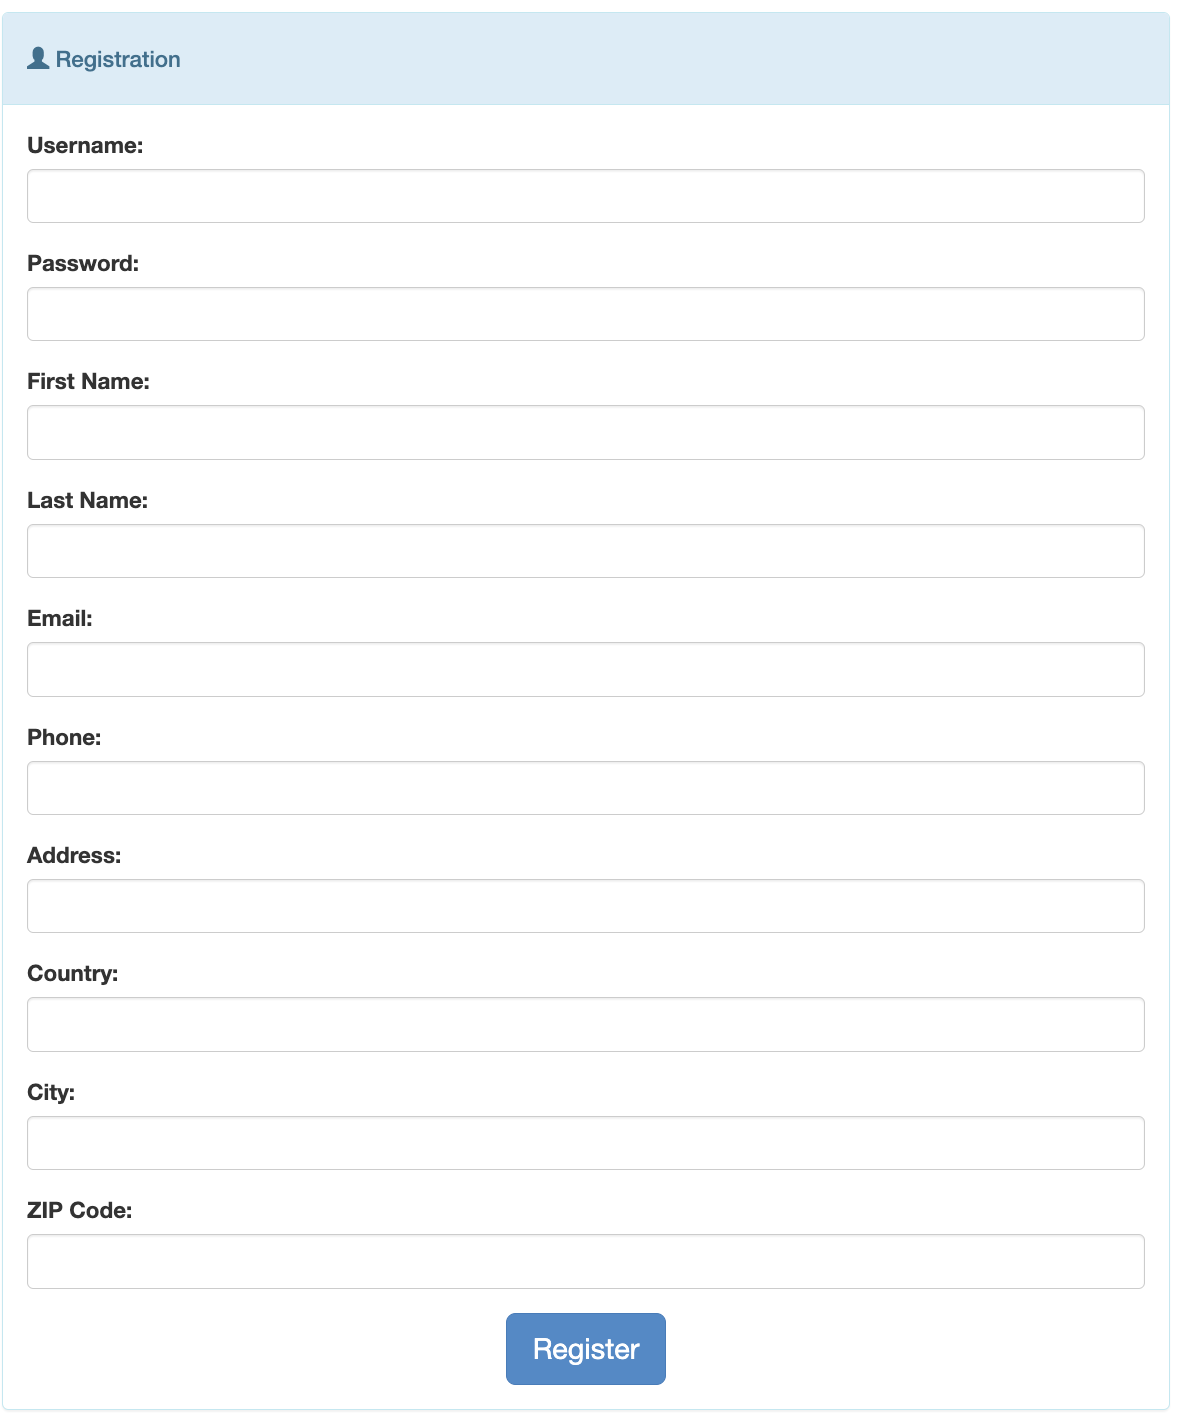 Registration
Username:
Password:
First Name:
Last Name:
Email:
Phone:
Address:
Country:
City:
ZIP Code:
Register